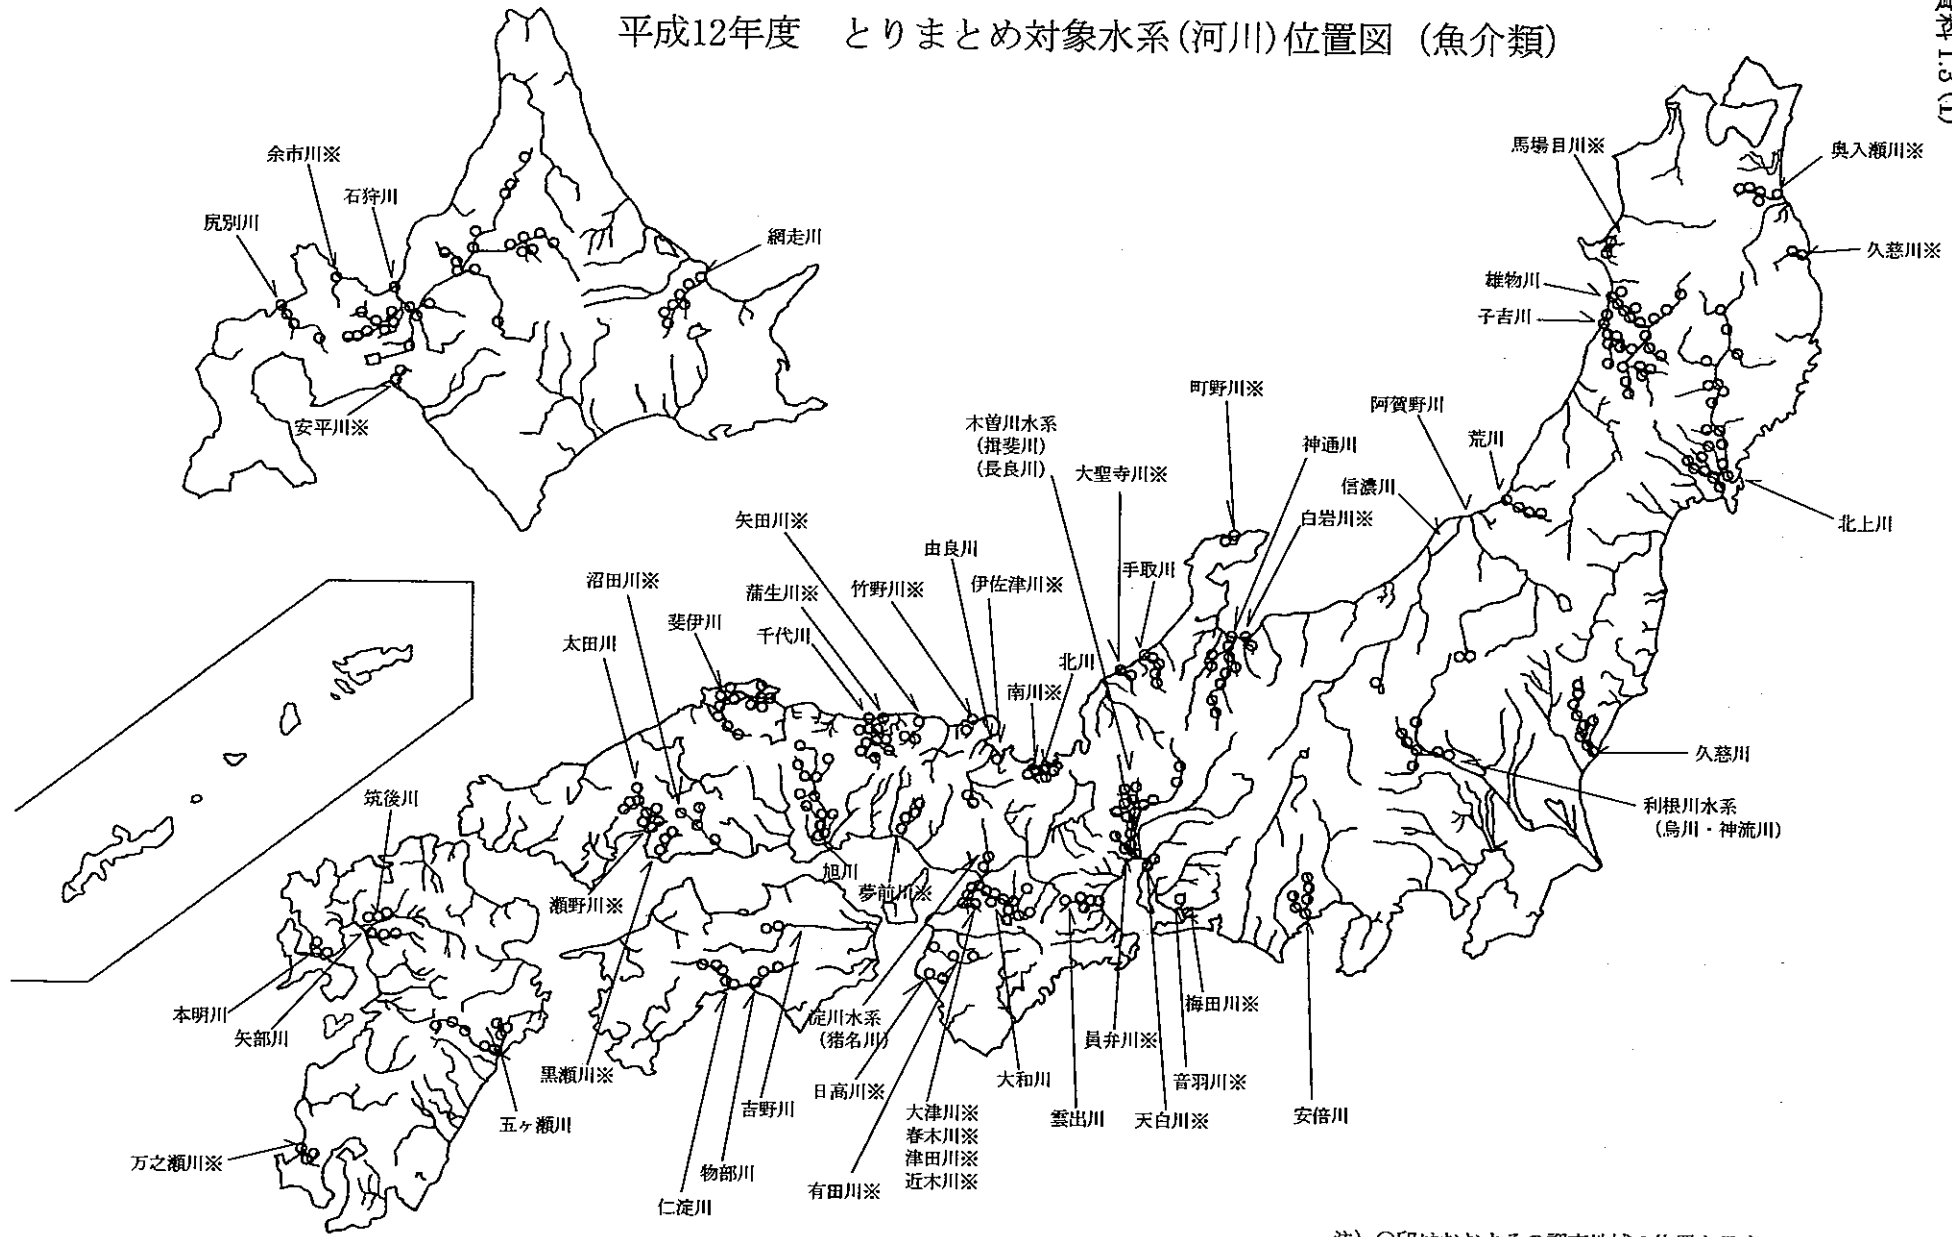 平成12年度　とりまとめ対象水系(河川)位置図 (魚介類)
余市川※
石狩川
尻別川
網走川
安平川※
馬場目川※
奥入瀬川※
久慈川※
雄物川
子吉川
町野川※
阿賀野川
荒川
木曽川水系
(揖斐川)
(長良川)
神通川
大聖寺川※
信濃川
白岩川※
北上川
矢田川※
由良川
手取川
沼田川※
蒲生川※
竹野川※
伊佐津川※
斐伊川
千代川
太田川
北川
南川※
久慈川
筑後川
利根川水系
(烏川・神流川)
旭川
夢前川※
瀬野川※
本明川
矢部川
淀川水系
(猪名川)
梅田川※
員弁川※
黒瀬川※
日高川※
大和川
音羽川※
吉野川
大津川※
春木川※
津田川※
近木川※
雲出川
天白川※
安倍川
五ヶ瀬川
万之瀬川※
物部川
有田川※
仁淀川